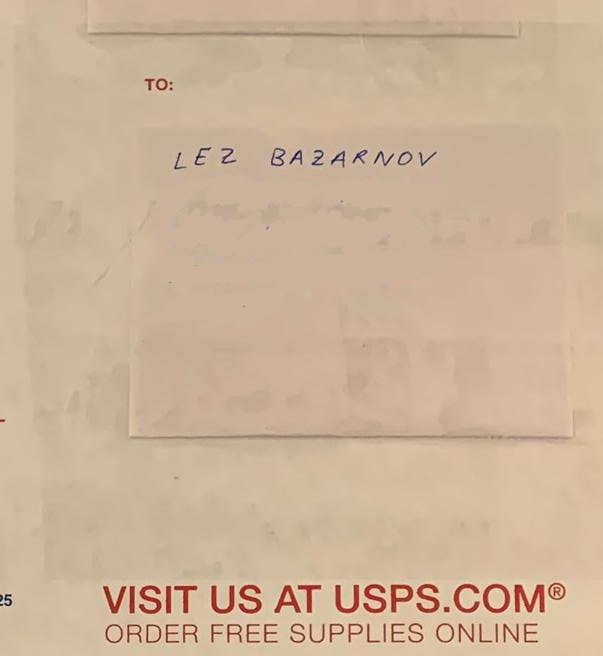 TO:
LEZ BAZARNOV
25
VISIT US AT USPS.COM®
ORDER FREE SUPPLIES ONLINE